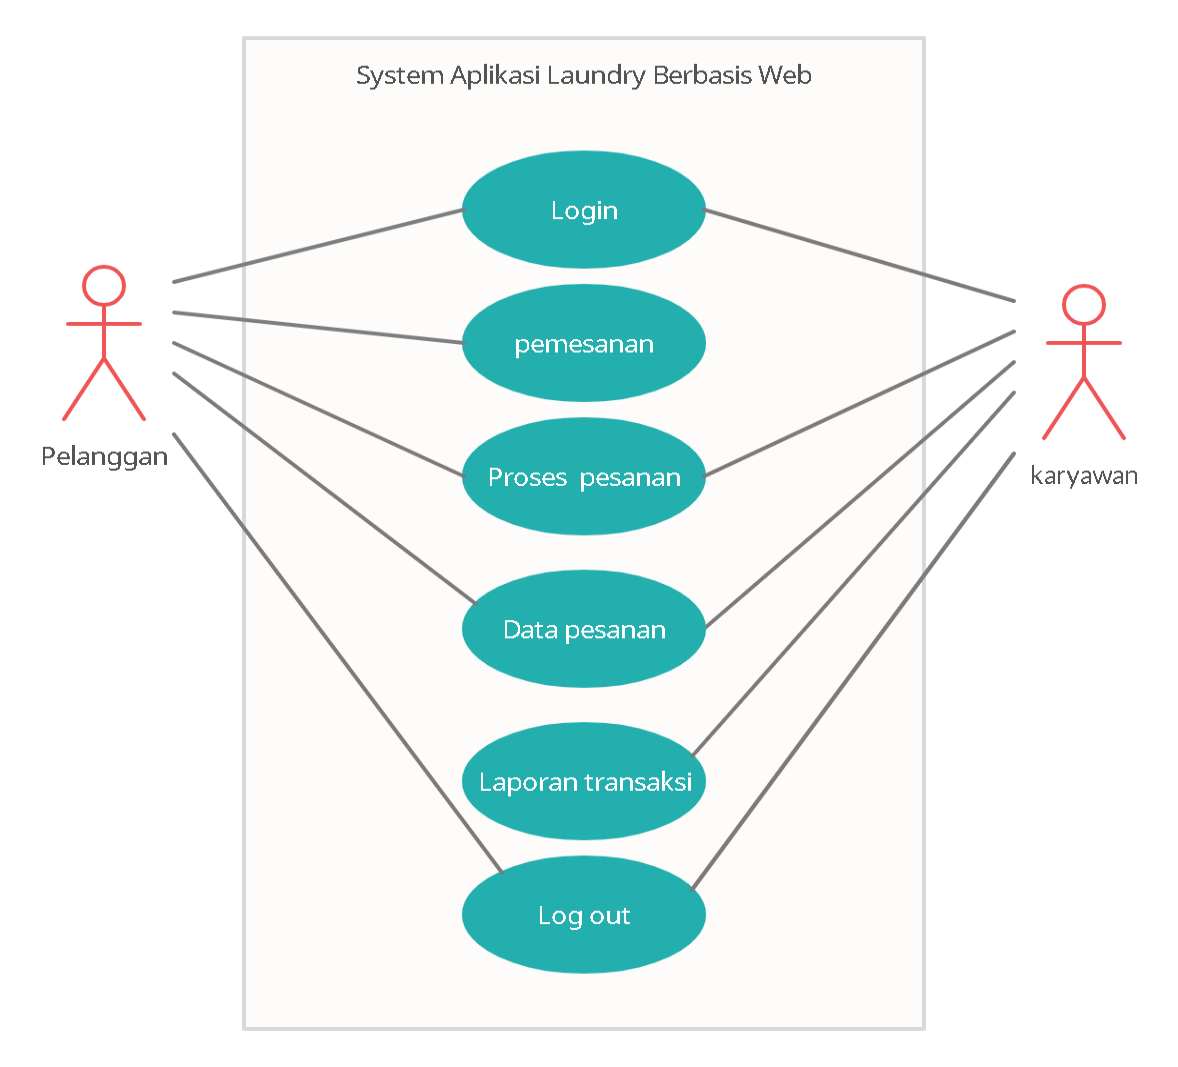 System Aplikasi Laundry Berbasis Web
Login
pemesanan
Proses  pesanan
Data pesanan
Laporan transaksi
Log out
Pelanggan
karyawan